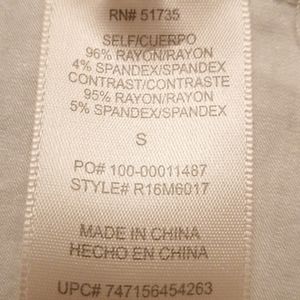 RN# 51735
SELF/CUERPO
96% RAYON/RAYON
4% SPANDEX/SPANDEX
CONTRAST/CONTRASTE
95% RAYON/RAYON
5% SPANDEX/SPANDEX
S
PO# 100-00011487
STYLE# R16M6017
MADE IN CHINA
HECHO EN CHINA
UPC# 747156454263